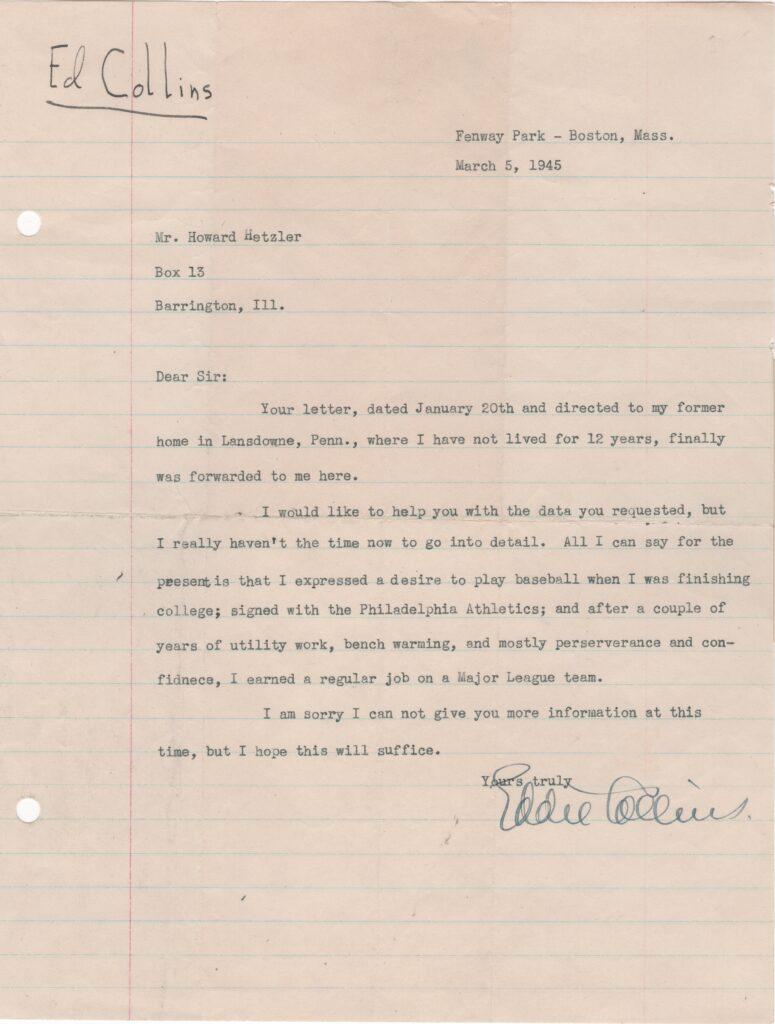 Ed Collins
Fenway Park - Boston, Mass.
March 5, 1945
Mr. Howard Hetzler
Box 13
Barrington, Ill.
Dear Sir:
Your letter, dated January 20th and directed to my former
home in Lansdowne, Penn., where I have not lived for 12 years, finally
was forwarded to me here.
I would like to help you with the data you requested, but
I really haven't the time now to go into detail. All I can say for the
present is that I expressed a desire to play baseball when I was finishing
college; signed with the Philadelphia Athletics; and after a couple of
years of utility work, bench warming, and mostly perserverance and con-
fidnece, I earned a regular job on a Major League team.
I am sorry I can not give you more information at this
time, but I hope this will suffice.
Yours truly
Eddie Collins.